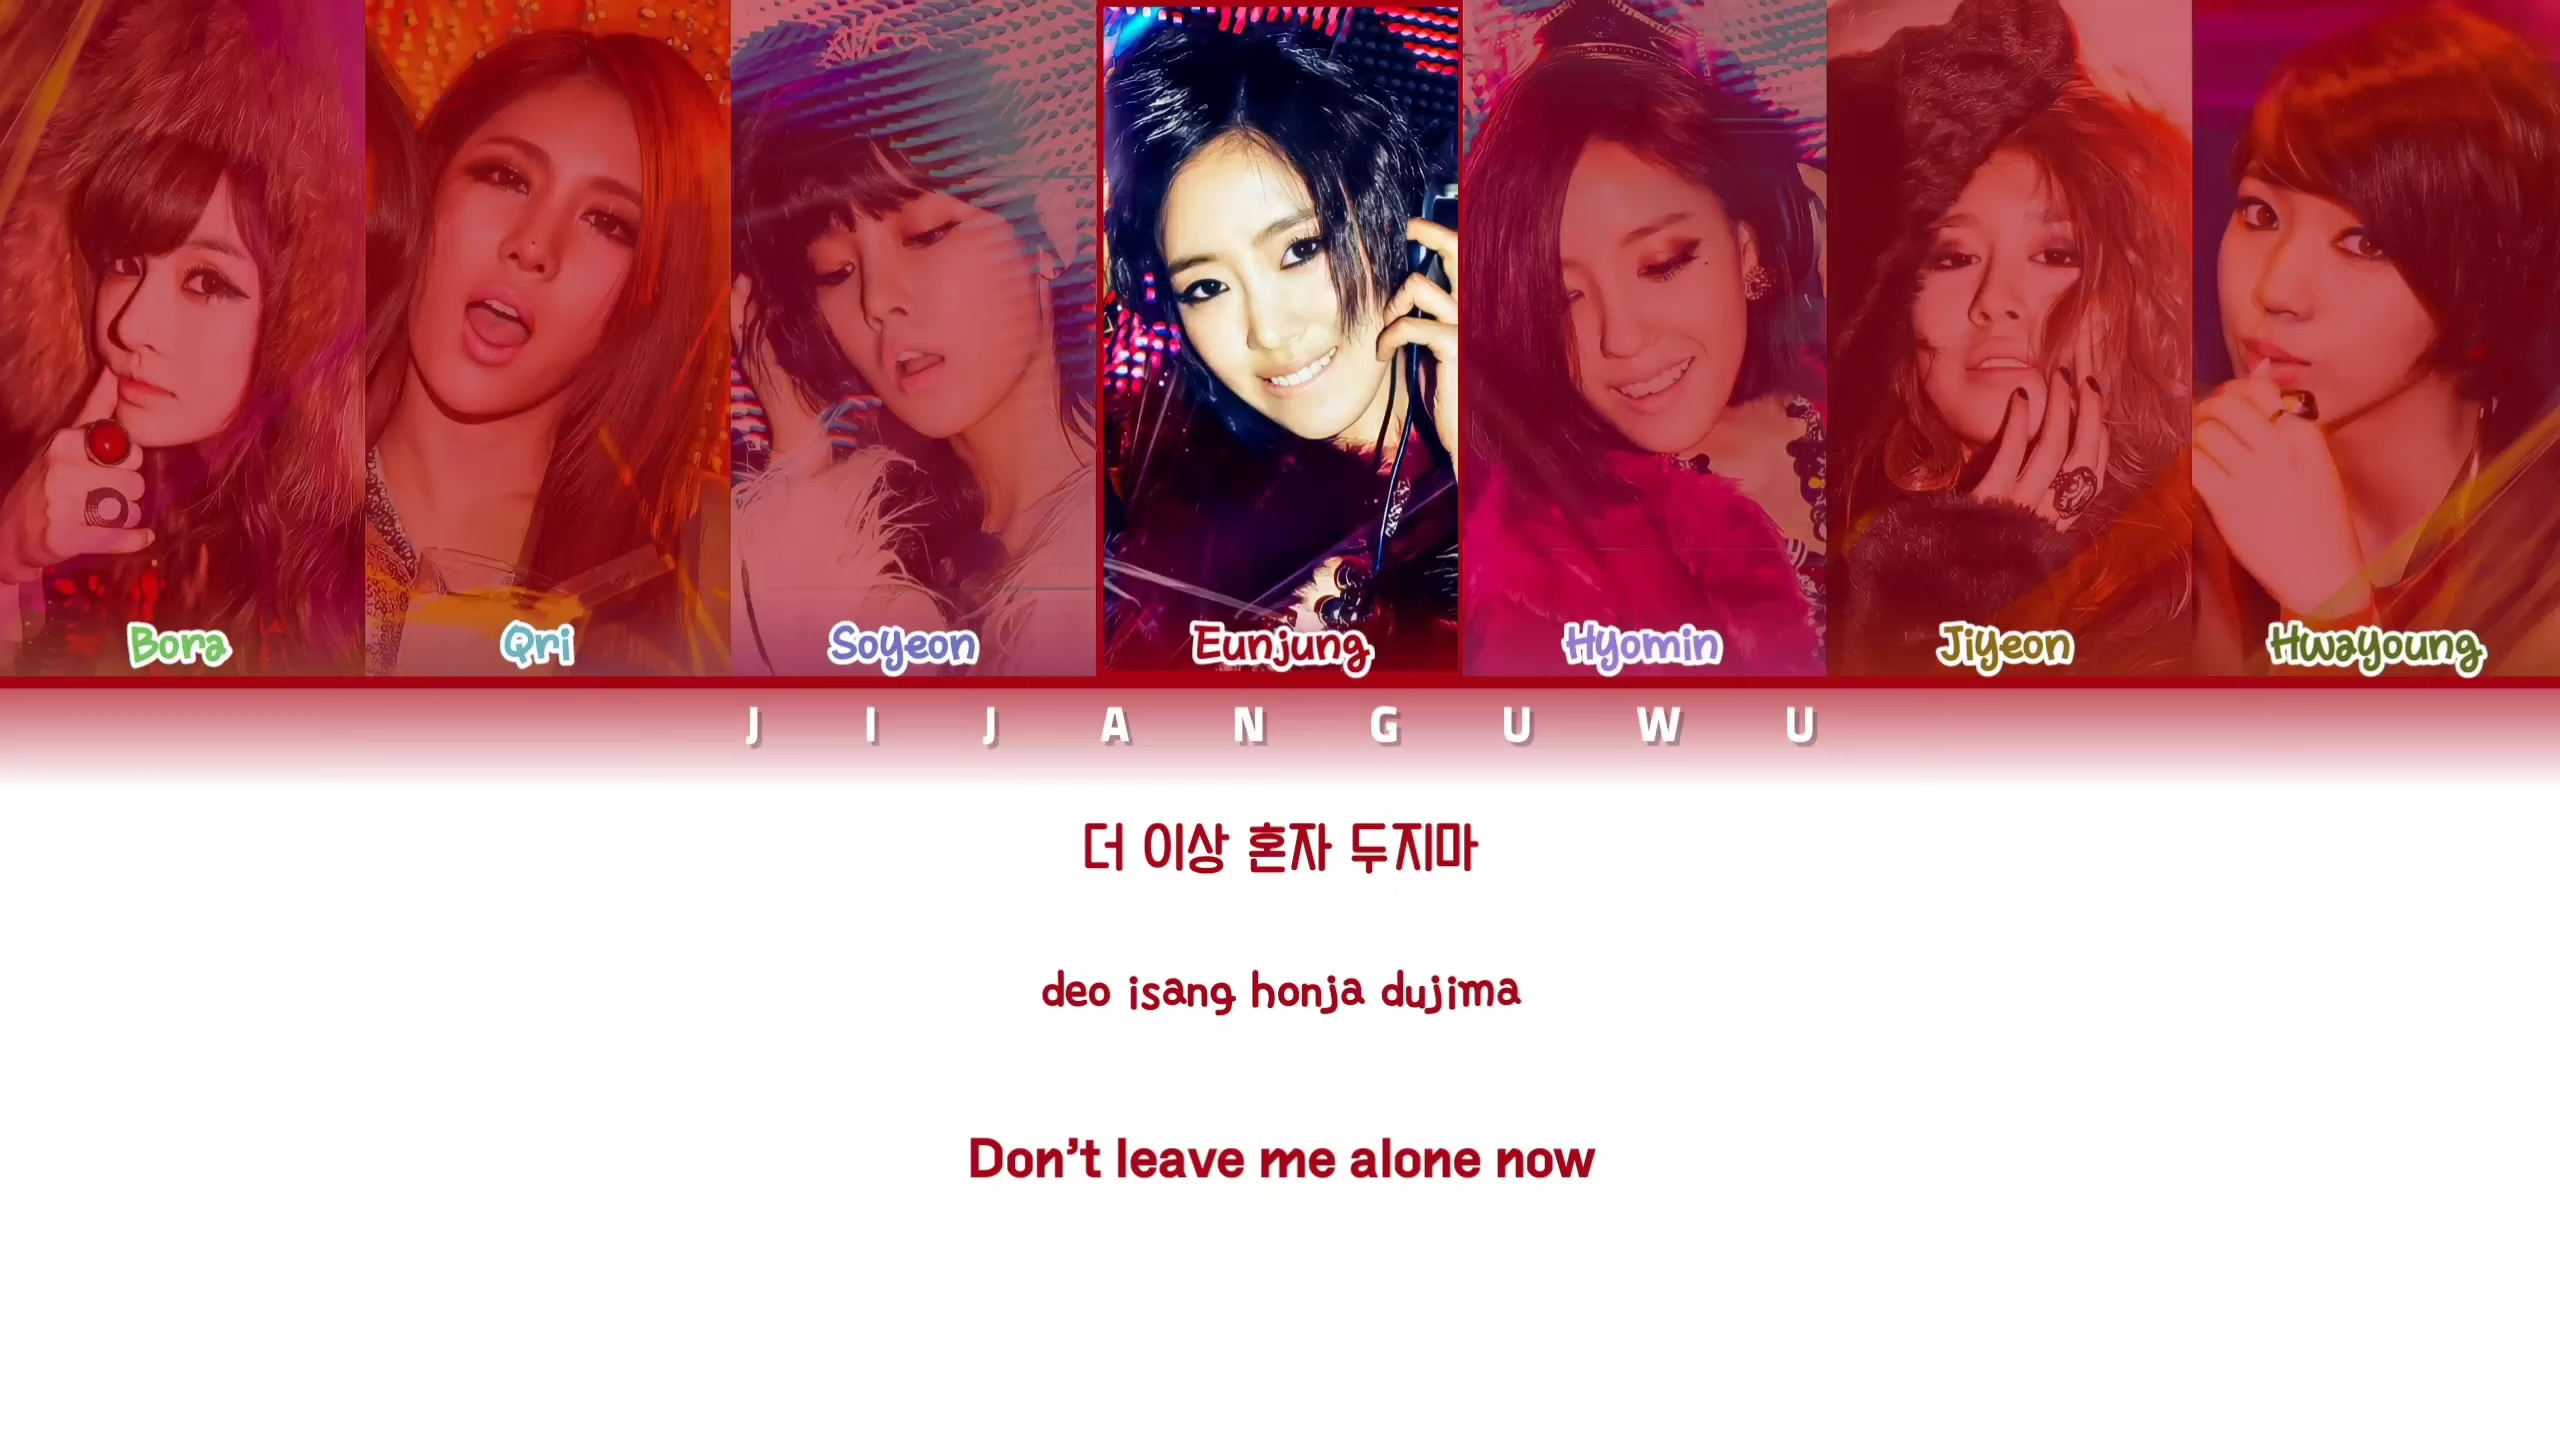 Bora Qri Soyeon Eunjung Hyomin Jiyeon Hwayoung
JIJANGUWU
더 이상 혼자 두지마
deo isang honja dujima
Don't leave me alone now